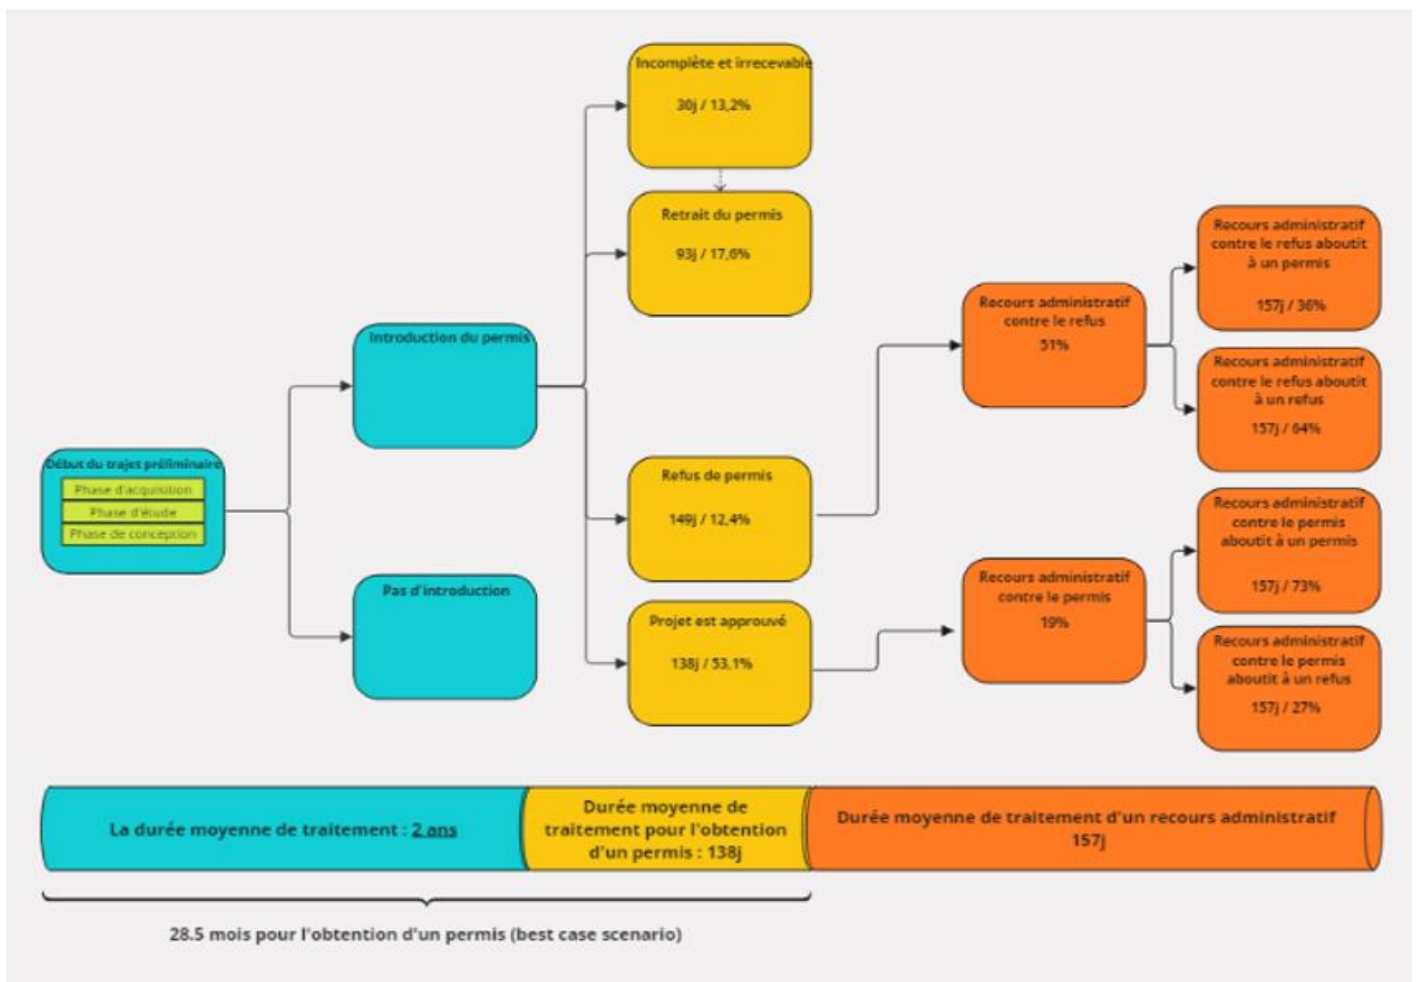 Incomplète et irrecevable
30j / 13,2%
Retrait du permis
93j / 17,6%
Introduction du permis
Début du trajet préliminaire
Phase d'acquisition
Phase d'étude
Phase de conception
Pas d'introduction
Refus de permis
149j / 12,4%
Projet est approuvé
138j / 53,1%
Recours administratif
contre le refus
51%
Recours administratif
contre le permis
19%
Recours administratif
contre le refus aboutit
à un permis
157j / 36%
Recours administratif
contre le refus aboutit
à un refus
157j / 64%
Recours administratif
contre le permis
aboutit à un permis
157j / 73%
Recours administratif
contre le permis
aboutit à un refus
157j / 27%
La durée moyenne de traitement : 2 ans
Durée moyenne de
traitement pour l'obtention
d'un permis : 138j
Durée moyenne de traitement d'un recours administratif
157j
28.5 mois pour l'obtention d'un permis (best case scenario)